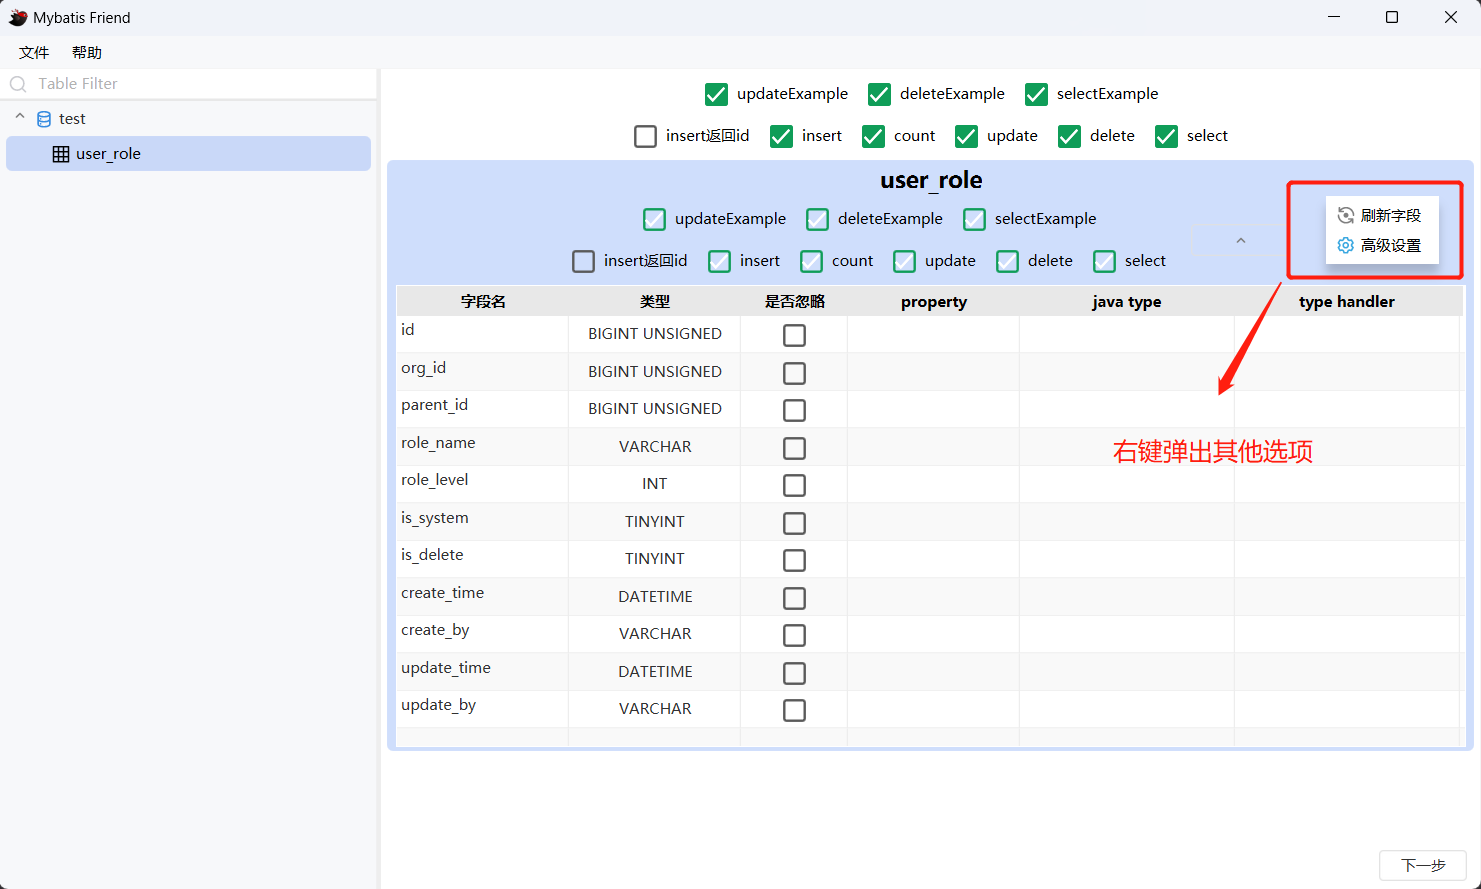 Mybatis Friend
文件 帮助
Table Filter
test
user_role
updateExample deleteExample selectExample
insert返回id insert count update delete select
user_role
updateExample deleteExample selectExample
insert返回id insert count update delete select
刷新字段
高级设置
字段名 类型 是否忽略 property java type type handler
id BIGINT UNSIGNED
org_id BIGINT UNSIGNED
parent_id BIGINT UNSIGNED
role_name VARCHAR
右键弹出其他选项
role_level INT
is_system TINYINT
is_delete TINYINT
create_time DATETIME
create_by VARCHAR
update_time DATETIME
update_by VARCHAR
下一步